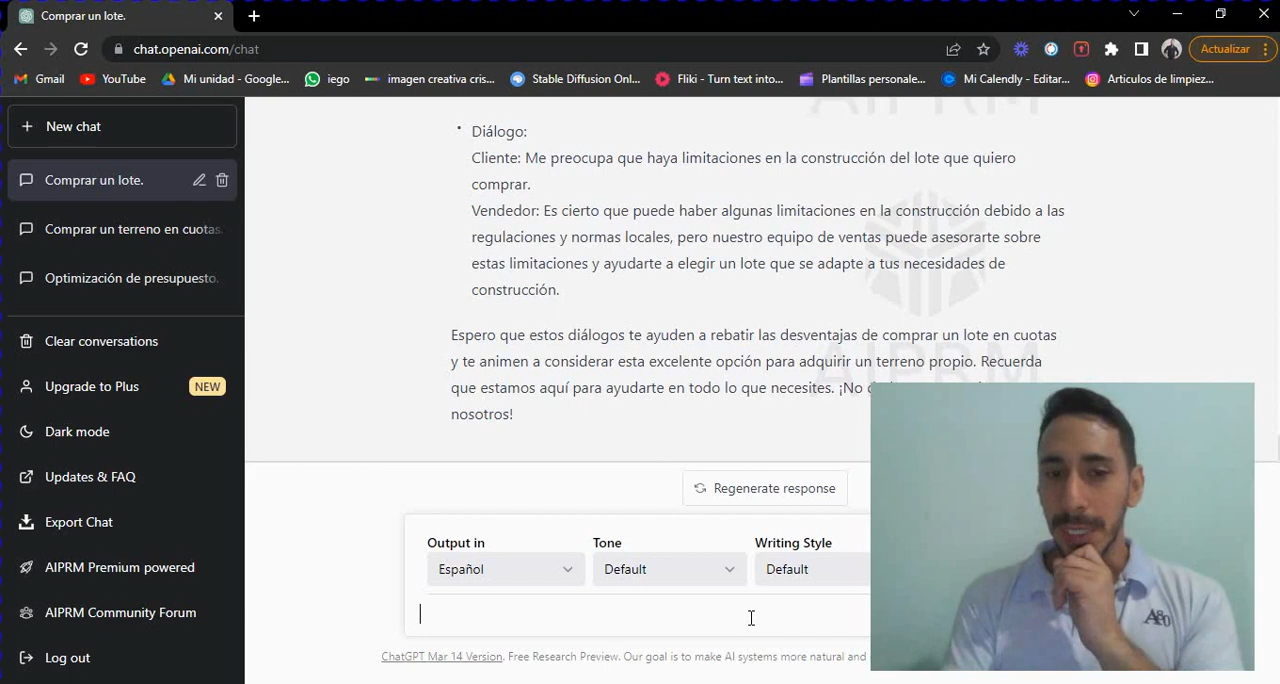 Comprar un lote.
chat.openai.com/chat
Actualizar
Gmail
YouTube
Mi unidad - Google...
iego
imagen creativa cris...
Stable Diffusion Onl...
Fliki - Turn text into...
Plantillas personale...
Mi Calendly - Editar...
Articulos de limpiez...
New chat
Comprar un lote.
Comprar un terreno en cuotas.
Optimización de presupuesto.
Clear conversations
Upgrade to Plus
NEW
Dark mode
Updates & FAQ
Export Chat
AIPRM Premium powered
AIPRM Community Forum
Log out
AIPRM
• Diálogo:
Cliente: Me preocupa que haya limitaciones en la construcción del lote que quiero
comprar.
Vendedor: Es cierto que puede haber algunas limitaciones en la construcción debido a las
regulaciones y normas locales, pero nuestro equipo de ventas puede asesorarte sobre
estas limitaciones y ayudarte a elegir un lote que se adapte a tus necesidades de
construcción.
Espero que estos diálogos te ayuden a rebatir las desventajas de comprar un lote en cuotas
y te animen a considerar esta excelente opción para adquirir un terreno propio. Recuerda
que estamos aquí para ayudarte en todo lo que necesites. ¡No
nosotros!
AIPRM
Regenerate response
Output in
Tone
Writing Style
Español
Default
Default
ChatGPT Mar 14 Version. Free Research Preview. Our goal is to make AI systems more natural and
A&O